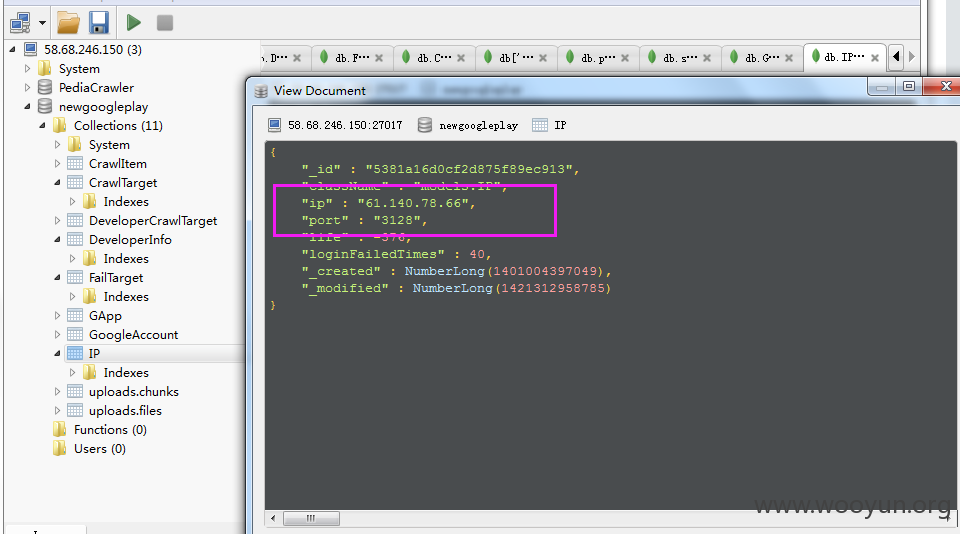 58.68.246.150 (3)
System
PediaCrawler
newgoogleplay
Collections (11)
System
CrawlItem
CrawlTarget
Indexes
DeveloperCrawlTarget
DeveloperInfo
Indexes
FailTarget
Indexes
GApp
GoogleAccount
IP
Indexes
uploads.chunks
uploads.files
Functions (0)
Users (0)
. D··· db. F··· db. C··· db[' ··· db. p··· db. s··· db. G··· db. IP···
View Document
58.68.246.150:27017 newgoogleplay IP
{
"_id" : "5381a16d0cf2d875f89ec913",
"className" : "models.IP",
"ip" : "61.140.78.66",
"port" : "3128",
"life" : -376,
"loginFailedTimes" : 40,
"_created" : NumberLong(1401004397049),
"_modified" : NumberLong(1421312958785)
}
www.wooyun.org